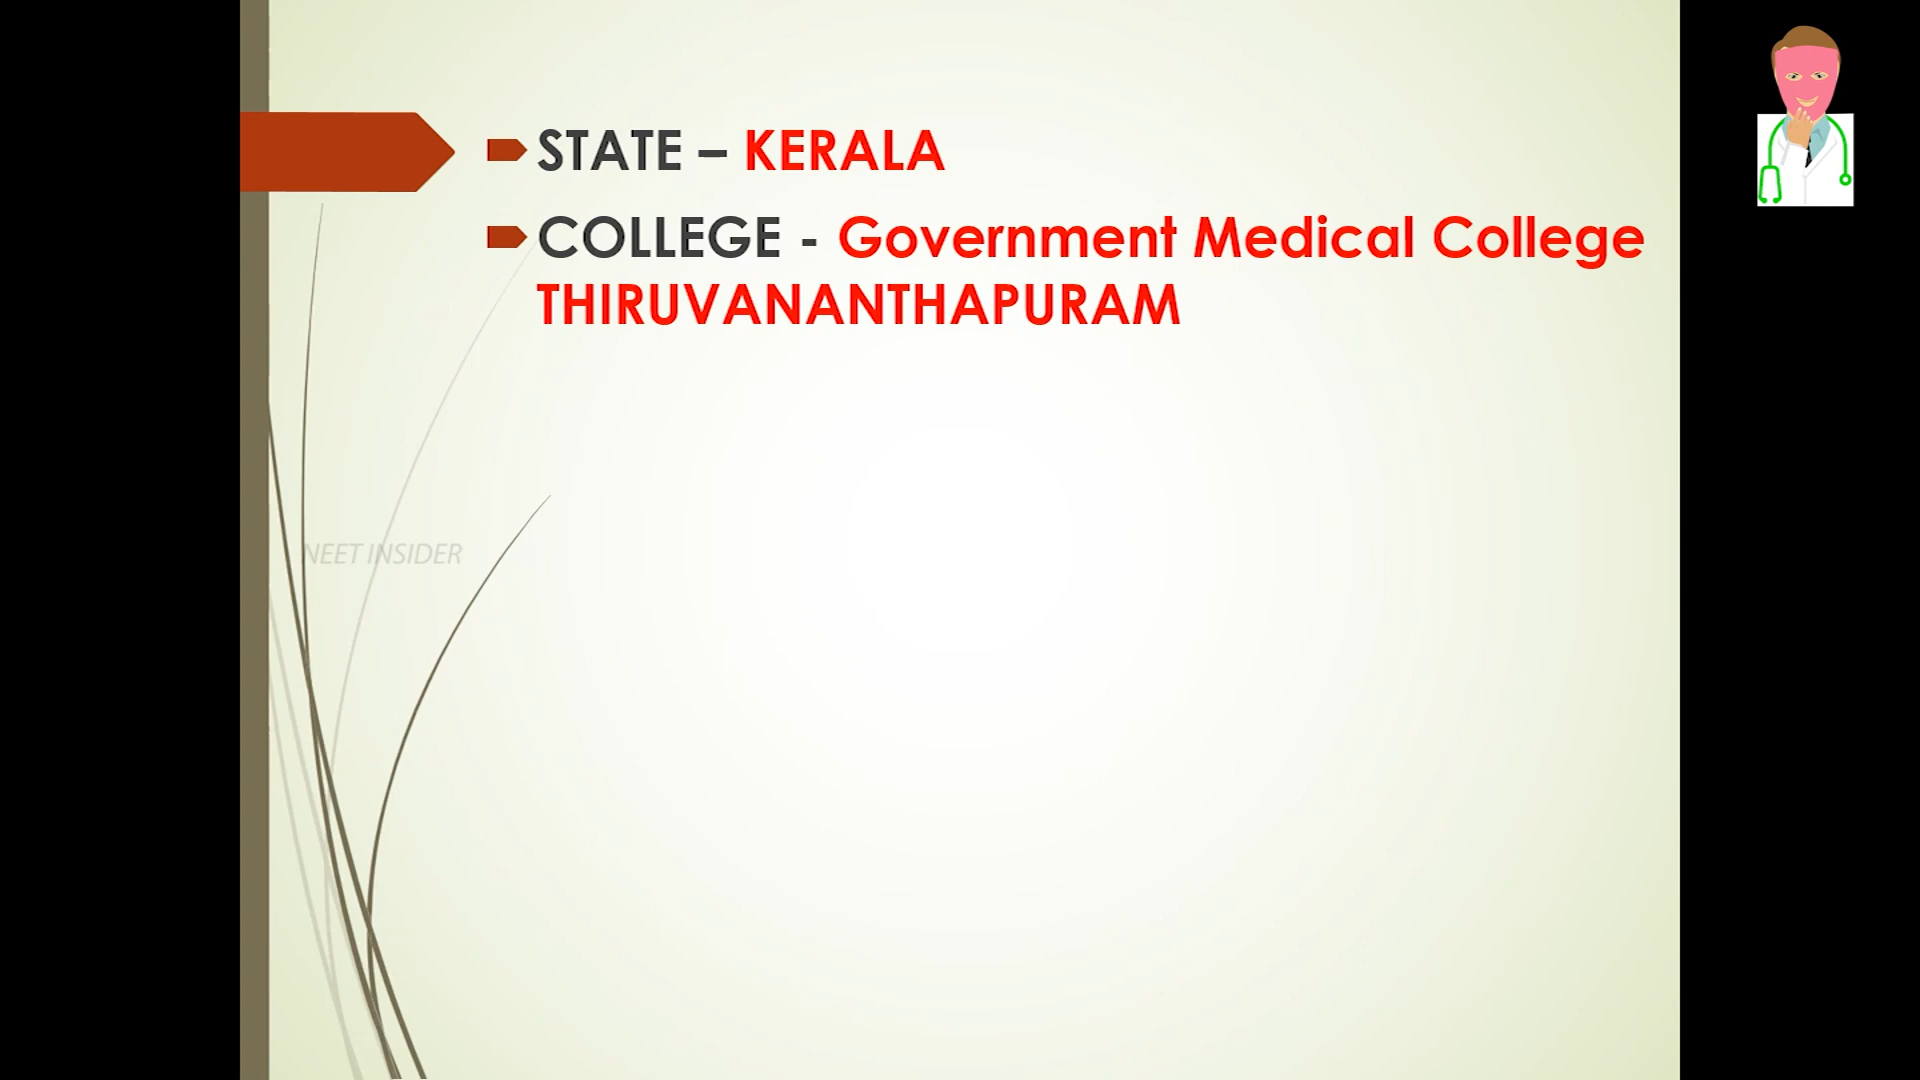 STATE – KERALA
COLLEGE - Government Medical College
THIRUVANANTHAPURAM
NEET INSIDER